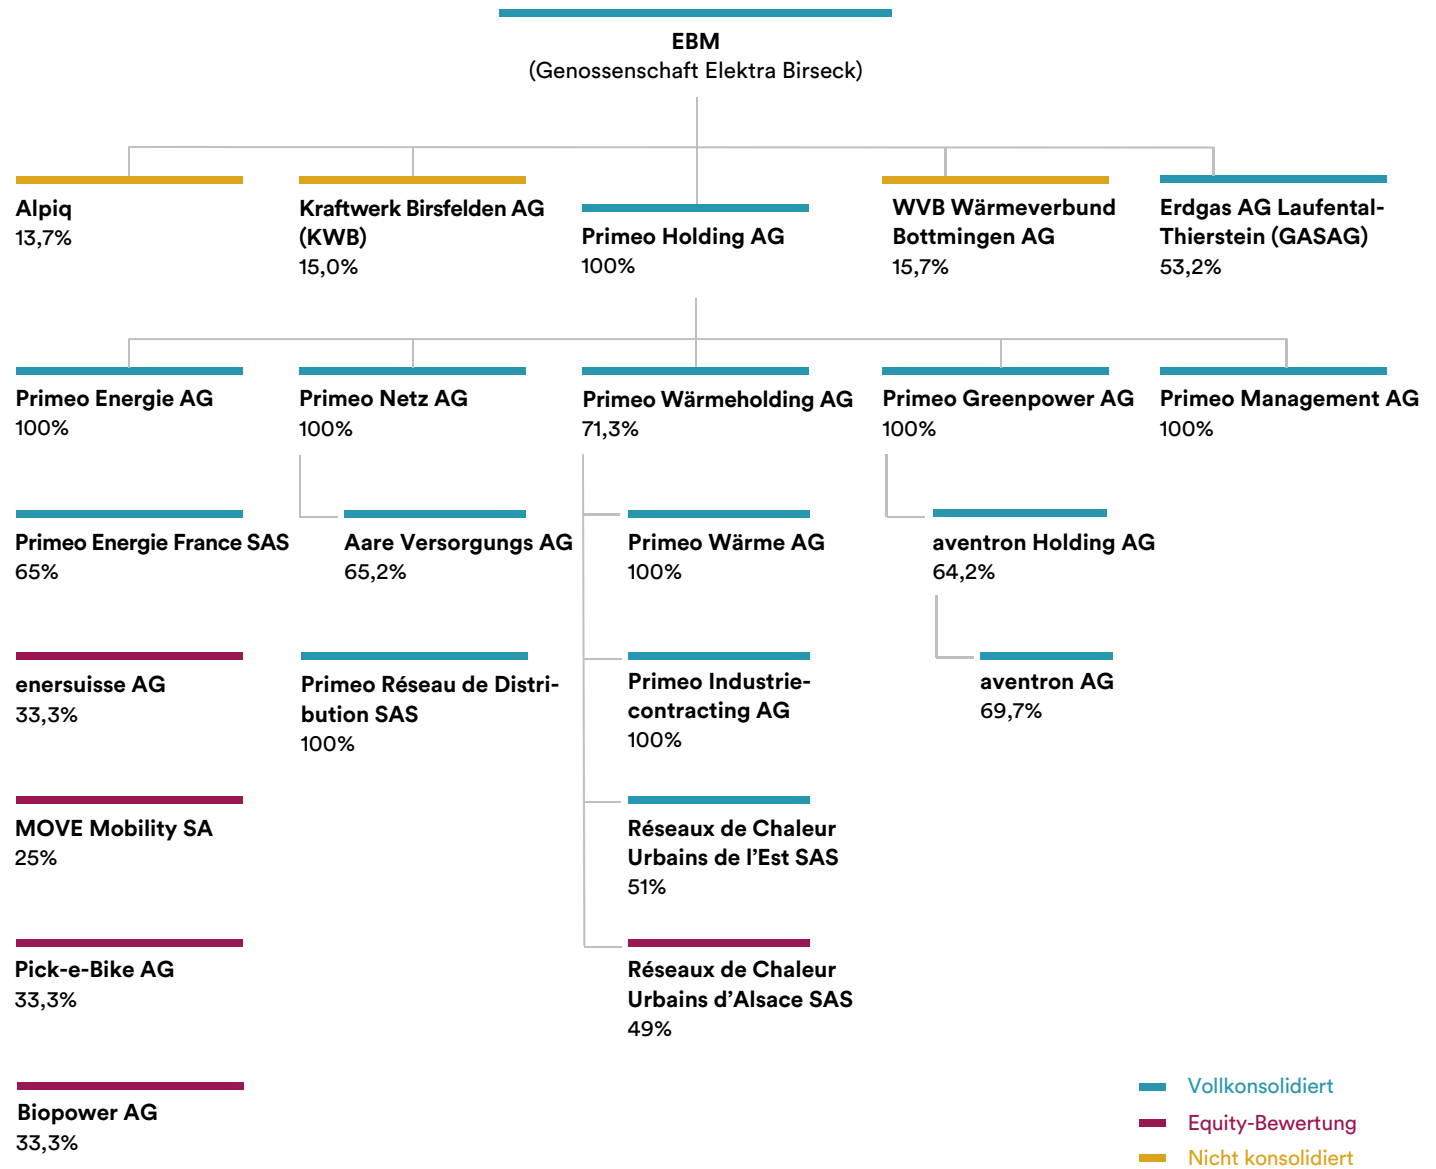 EBM
(Genossenschaft Elektra Birseck)
Alpiq
13,7%
Kraftwerk Birsfelden AG
(KWB)
15,0%
Primeo Holding AG
100%
WVB Wärmeverbund
Bottmingen AG
15,7%
Erdgas AG Laufental-
Thierstein (GASAG)
53,2%
Primeo Energie AG
100%
Primeo Netz AG
100%
Primeo Wärmeholding AG
71,3%
Primeo Greenpower AG
100%
Primeo Management AG
100%
Primeo Energie France SAS
65%
Aare Versorgungs AG
65,2%
Primeo Wärme AG
100%
aventron Holding AG
64,2%
enersuisse AG
33,3%
Primeo Réseau de Distri-
bution SAS
100%
Primeo Industrie-
contracting AG
100%
aventron AG
69,7%
MOVE Mobility SA
25%
Réseaux de Chaleur
Urbains de l’Est SAS
51%
Pick-e-Bike AG
33,3%
Réseaux de Chaleur
Urbains d’Alsace SAS
49%
Biopower AG
33,3%
Vollkonsolidiert
Equity-Bewertung
Nicht konsolidiert